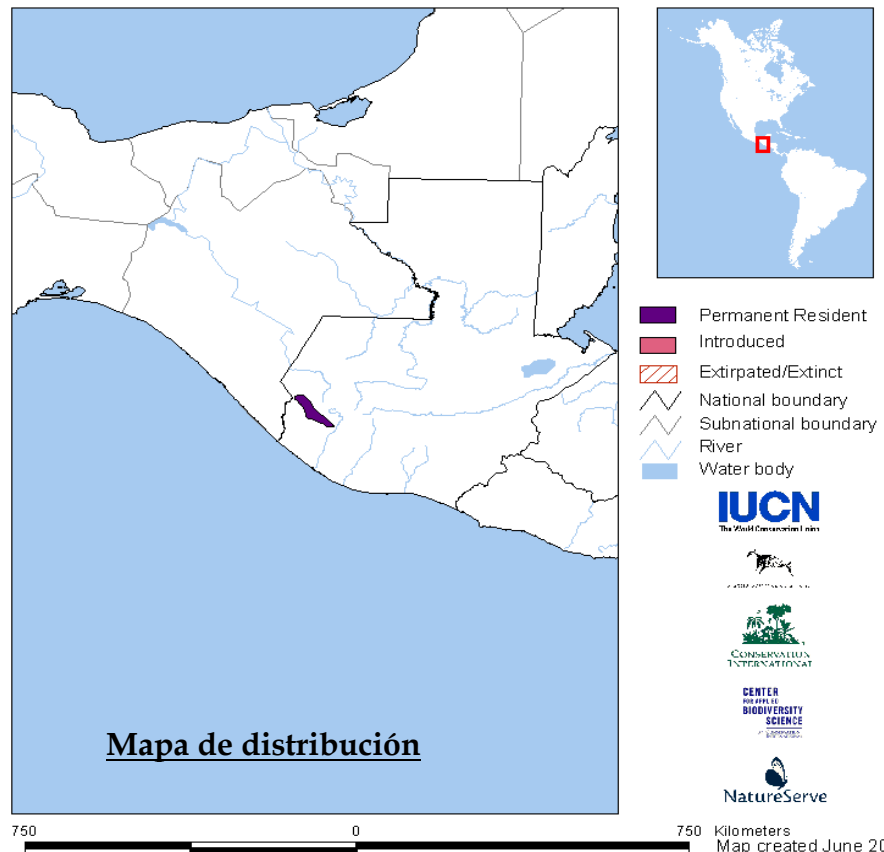 Permanent Resident
Introduced
Extirpated/Extinct
National boundary
Subnational boundary
River
Water body
IUCN
The World Conservation Union
CONSERVATION
INTERNATIONAL
CENTER
FOR APPLIED
BIODIVERSITY
SCIENCE
NatureServe
Mapa de distribución
750 0 750 Kilometers
Map created June 20